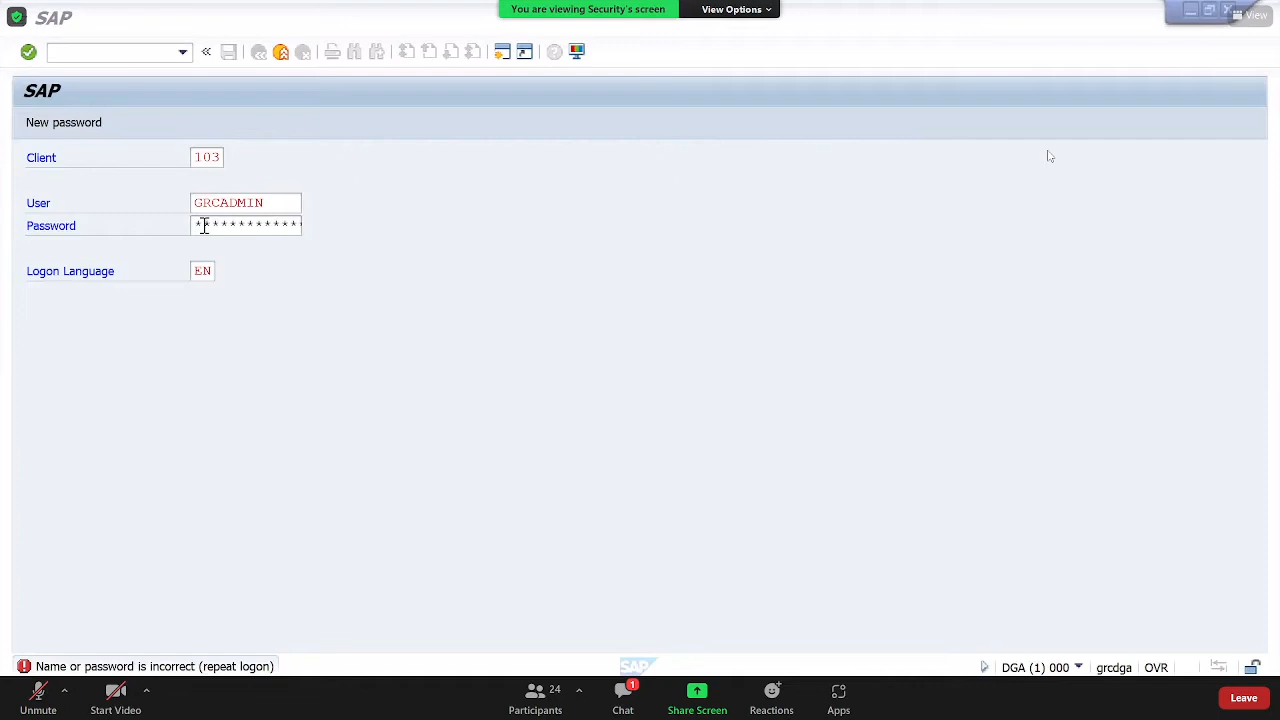 SAP
You are viewing Security's screen
View Options
View
SAP
New password
Client 103
User GRCADMIN
Password *************
Logon Language EN
Name or password is incorrect (repeat logon)
SAP
DGA (1) 000
grcdga
OVR
Unmute
Start Video
24
Participants
1
Chat
Share Screen
Reactions
Apps
Leave